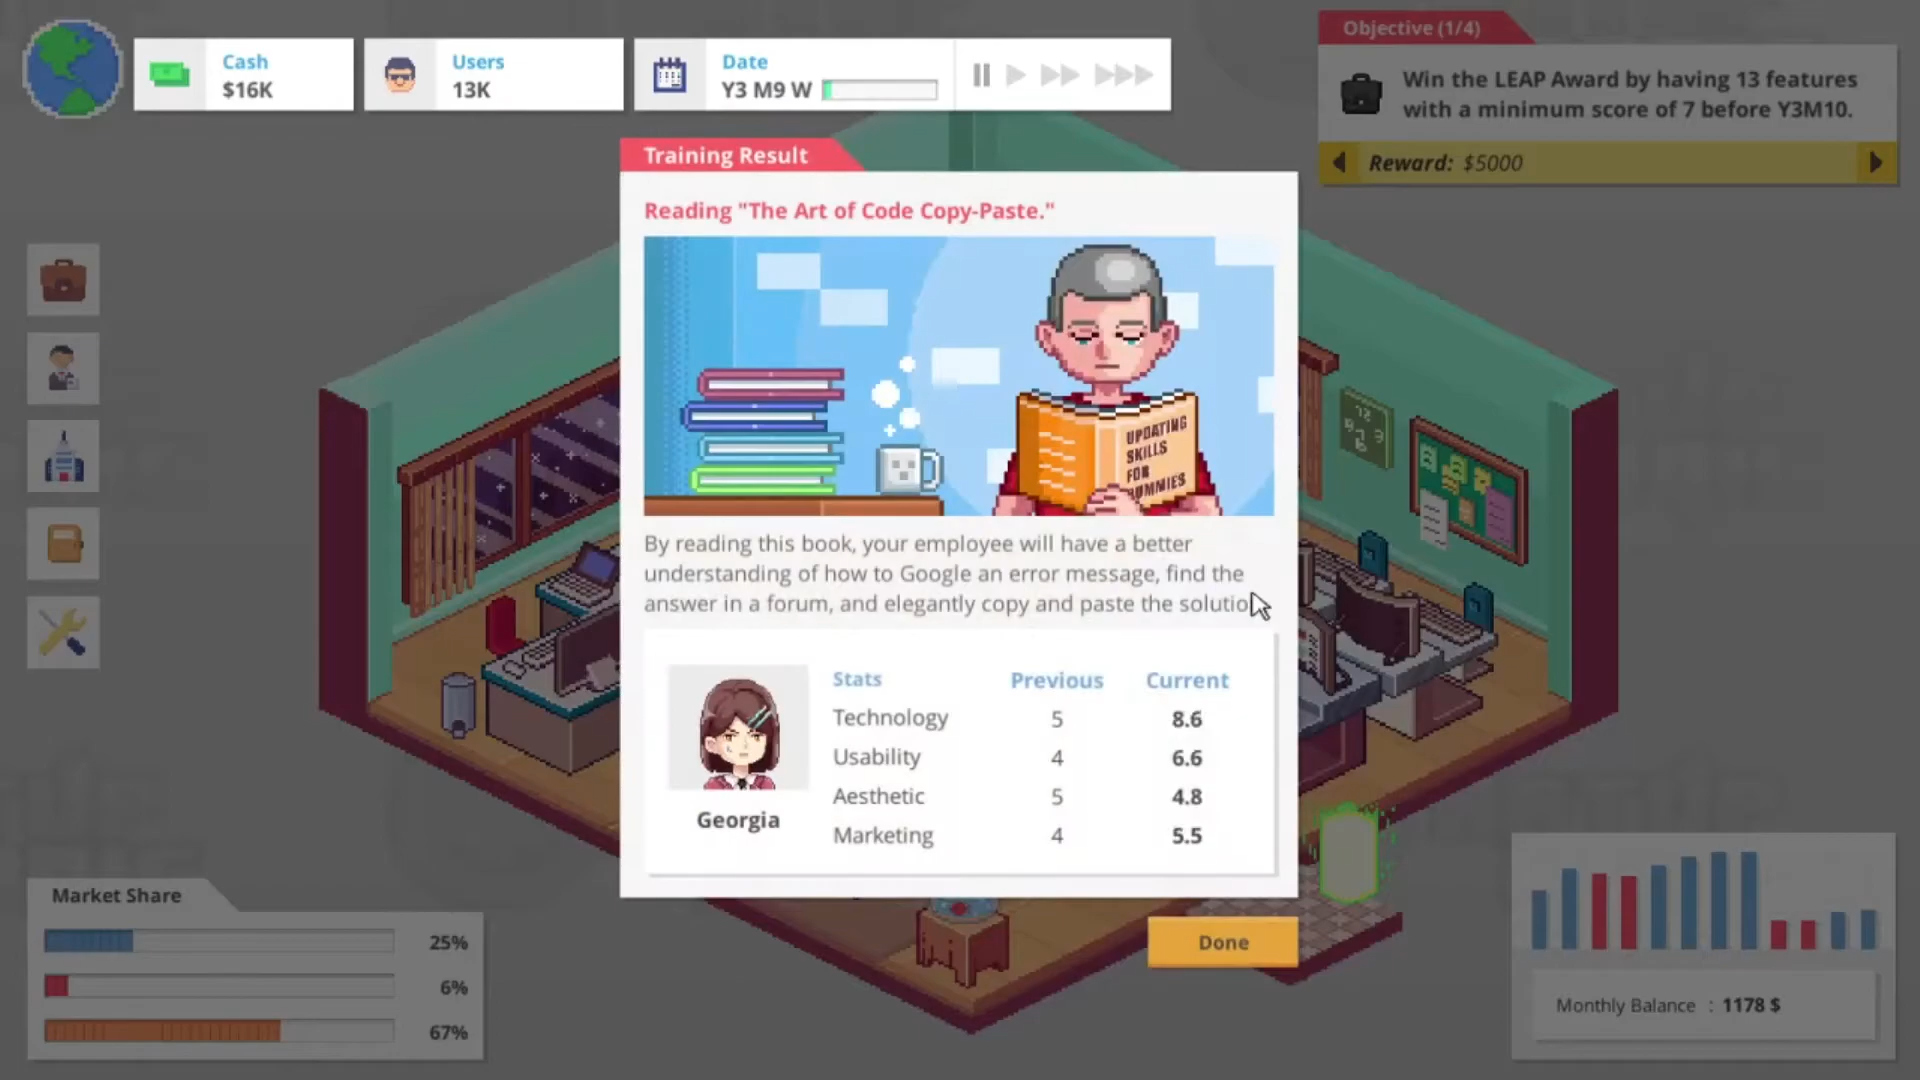 Cash
$16K
Users
13K
Date
Y3 M9 W
Objective (1/4)
Win the LEAP Award by having 13 features
with a minimum score of 7 before Y3M10.
Reward: $5000
Training Result
Reading "The Art of Code Copy-Paste."
UPDATING
SKILLS
FOR
DUMMIES
By reading this book, your employee will have a better
understanding of how to Google an error message, find the
answer in a forum, and elegantly copy and paste the solutio
Stats Previous Current
Technology 5 8.6
Usability 4 6.6
Aesthetic 5 4.8
Marketing 4 5.5
Georgia
Done
Market Share
25%
6%
67%
Monthly Balance : 1178 $